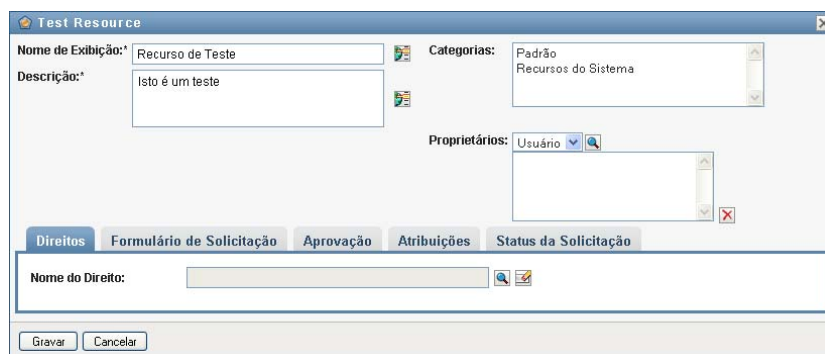 Test Resource
Nome de Exibição:* Recurso de Teste
Categorias: Padrão
Recursos do Sistema
Descrição:* Isto é um teste
Proprietários: Usuário
Direitos Formulário de Solicitação Aprovação Atribuições Status da Solicitação
Nome do Direito:
Gravar Cancelar